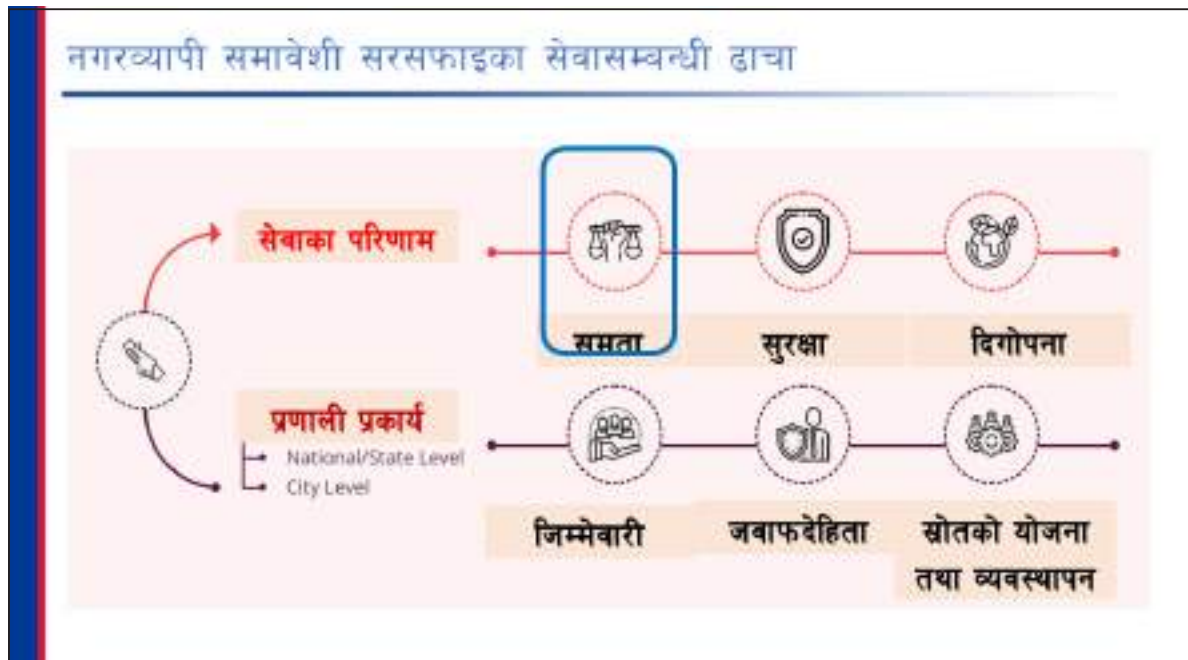 नगरव्यापी समावेशी सरसफाइका सेवासम्वन्धी ढाचा
सेवाका परिणाम
समता
सुरक्षा
दिगोपना
प्रणाली प्रकार्य
National/State Level
City Level
जिम्मेवारी
जवाफदेहिता
स्रोतको योजना
तथा व्यवस्थापन